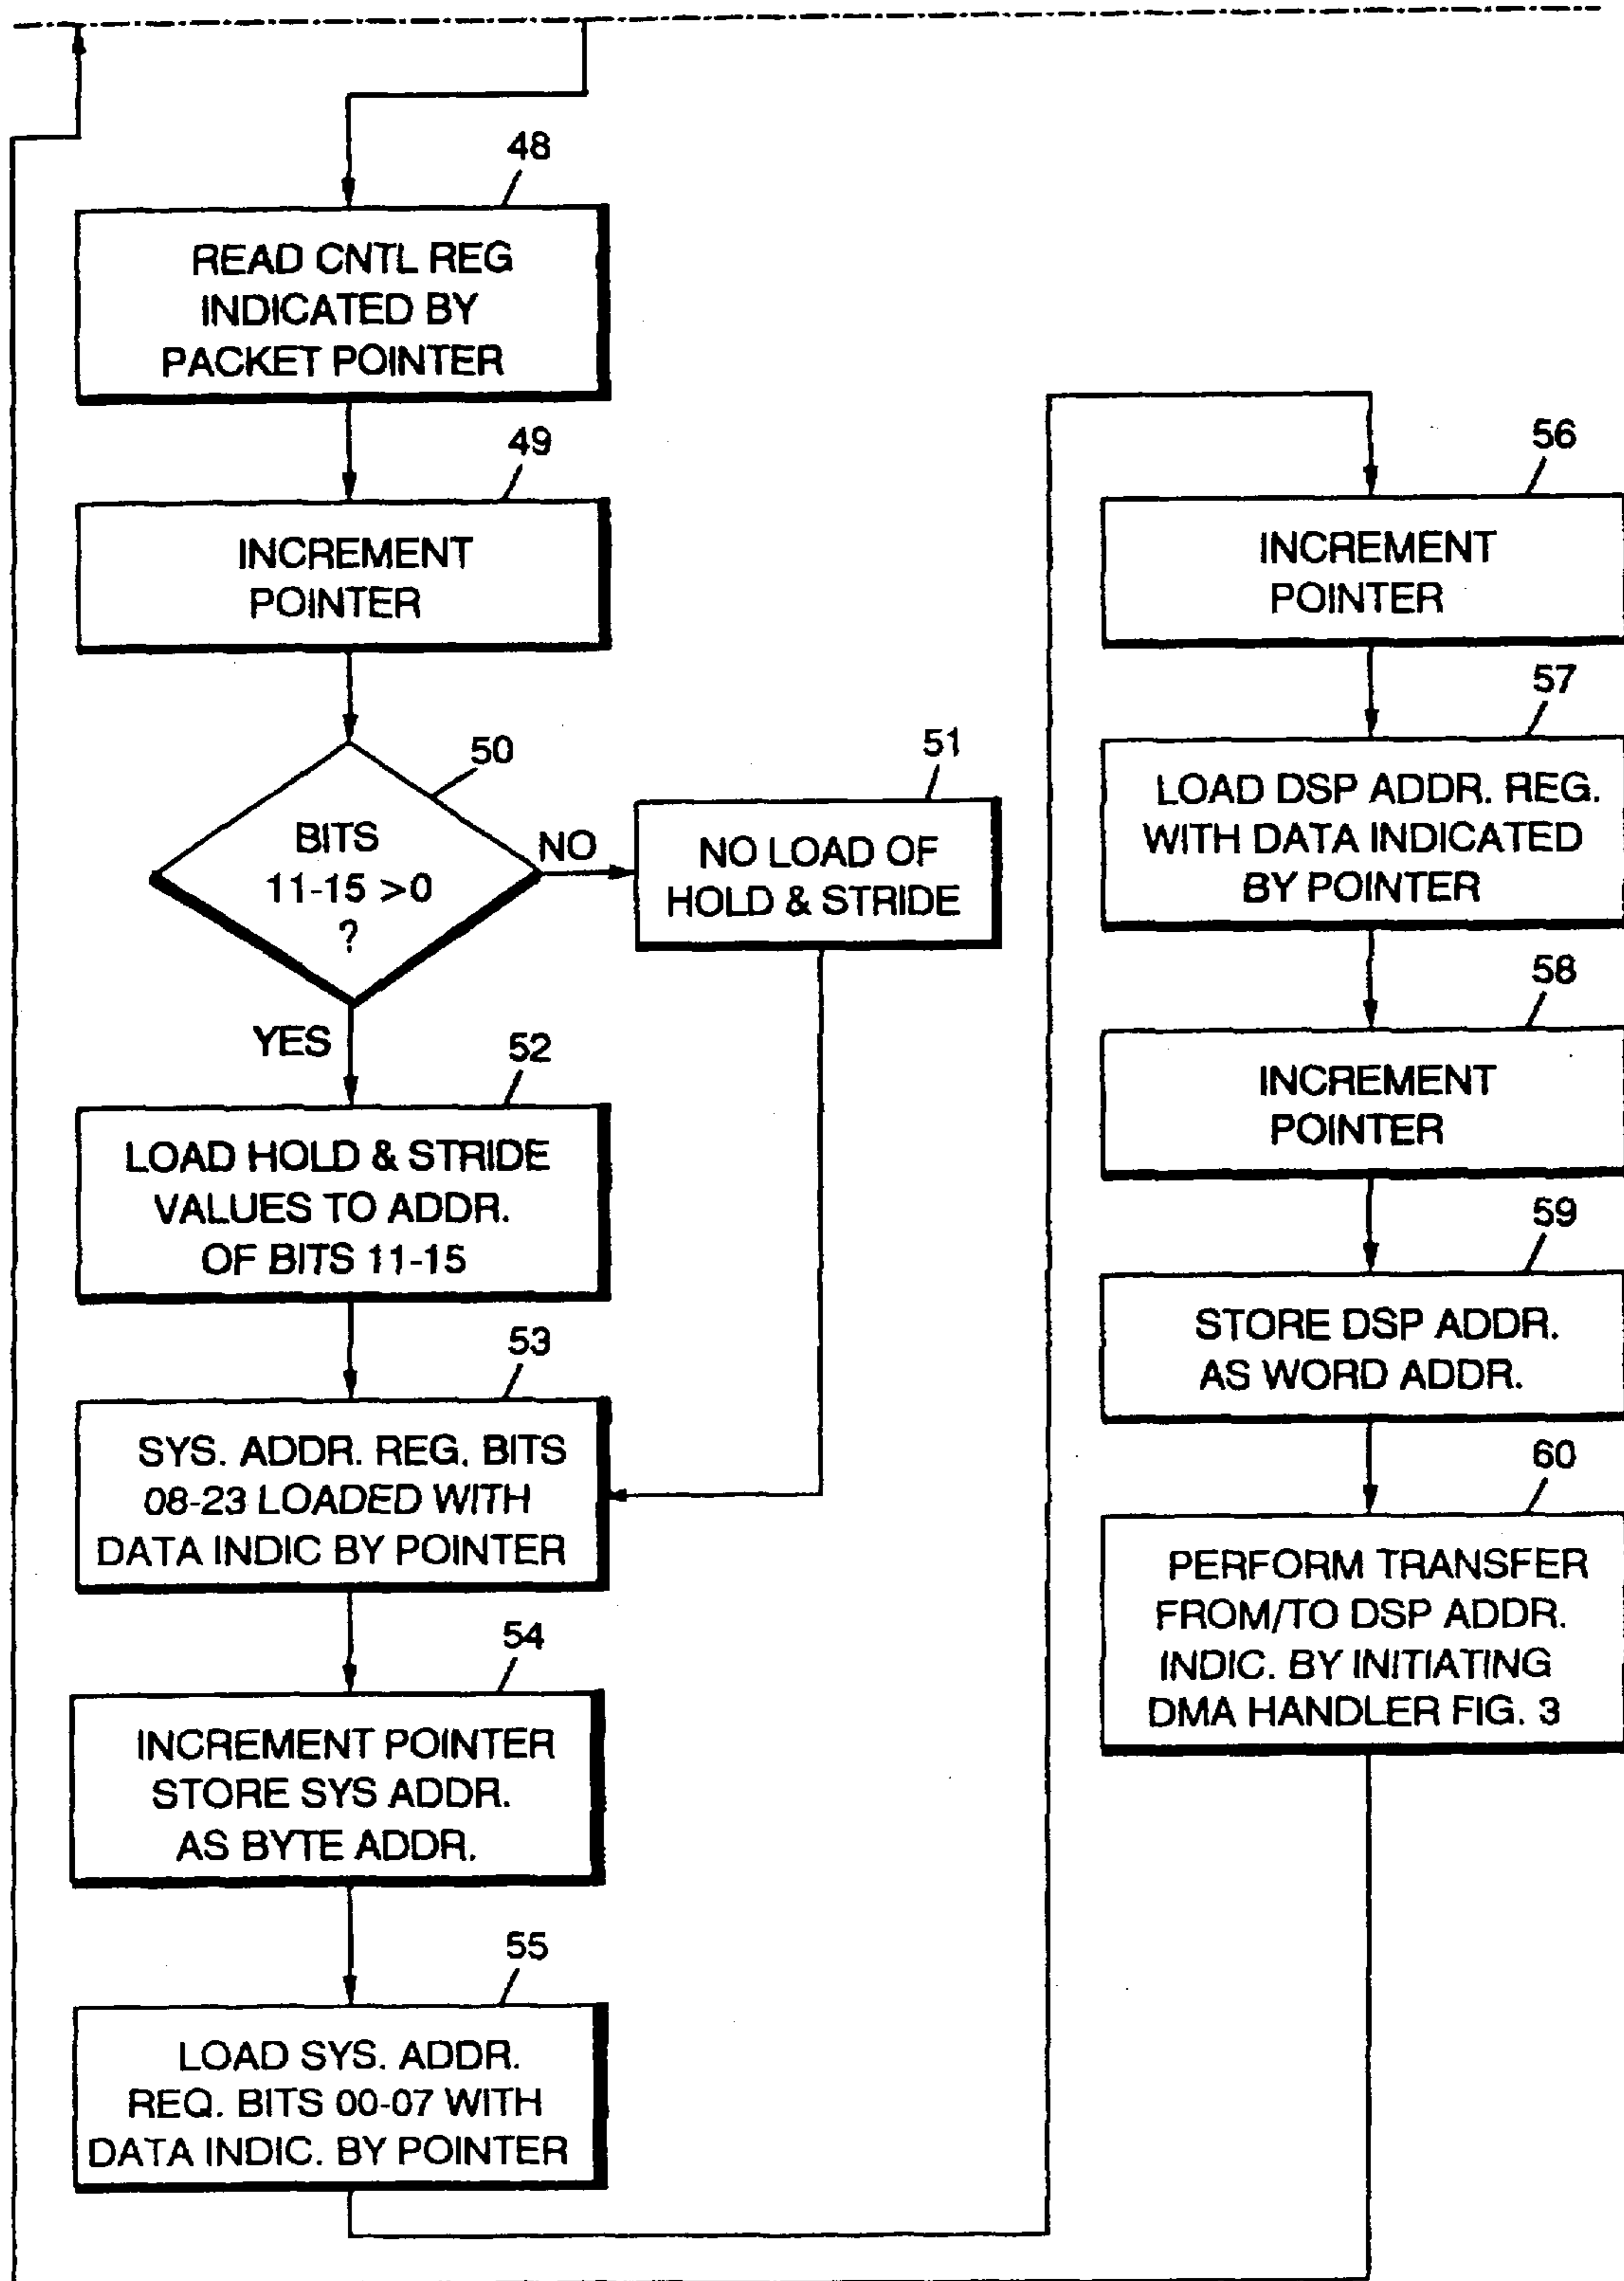 48
READ CNTL REG
INDICATED BY
PACKET POINTER
49
INCREMENT
POINTER
50
BITS
11-15 >0
?
NO
YES
51
NO LOAD OF
HOLD & STRIDE
52
LOAD HOLD & STRIDE
VALUES TO ADDR.
OF BITS 11-15
53
SYS. ADDR. REG. BITS
08-23 LOADED WITH
DATA INDIC BY POINTER
54
INCREMENT POINTER
STORE SYS ADDR.
AS BYTE ADDR.
55
LOAD SYS. ADDR.
REQ. BITS 00-07 WITH
DATA INDIC. BY POINTER
56
INCREMENT
POINTER
57
LOAD DSP ADDR. REG.
WITH DATA INDICATED
BY POINTER
58
INCREMENT
POINTER
59
STORE DSP ADDR.
AS WORD ADDR.
60
PERFORM TRANSFER
FROM/TO DSP ADDR.
INDIC. BY INITIATING
DMA HANDLER FIG. 3